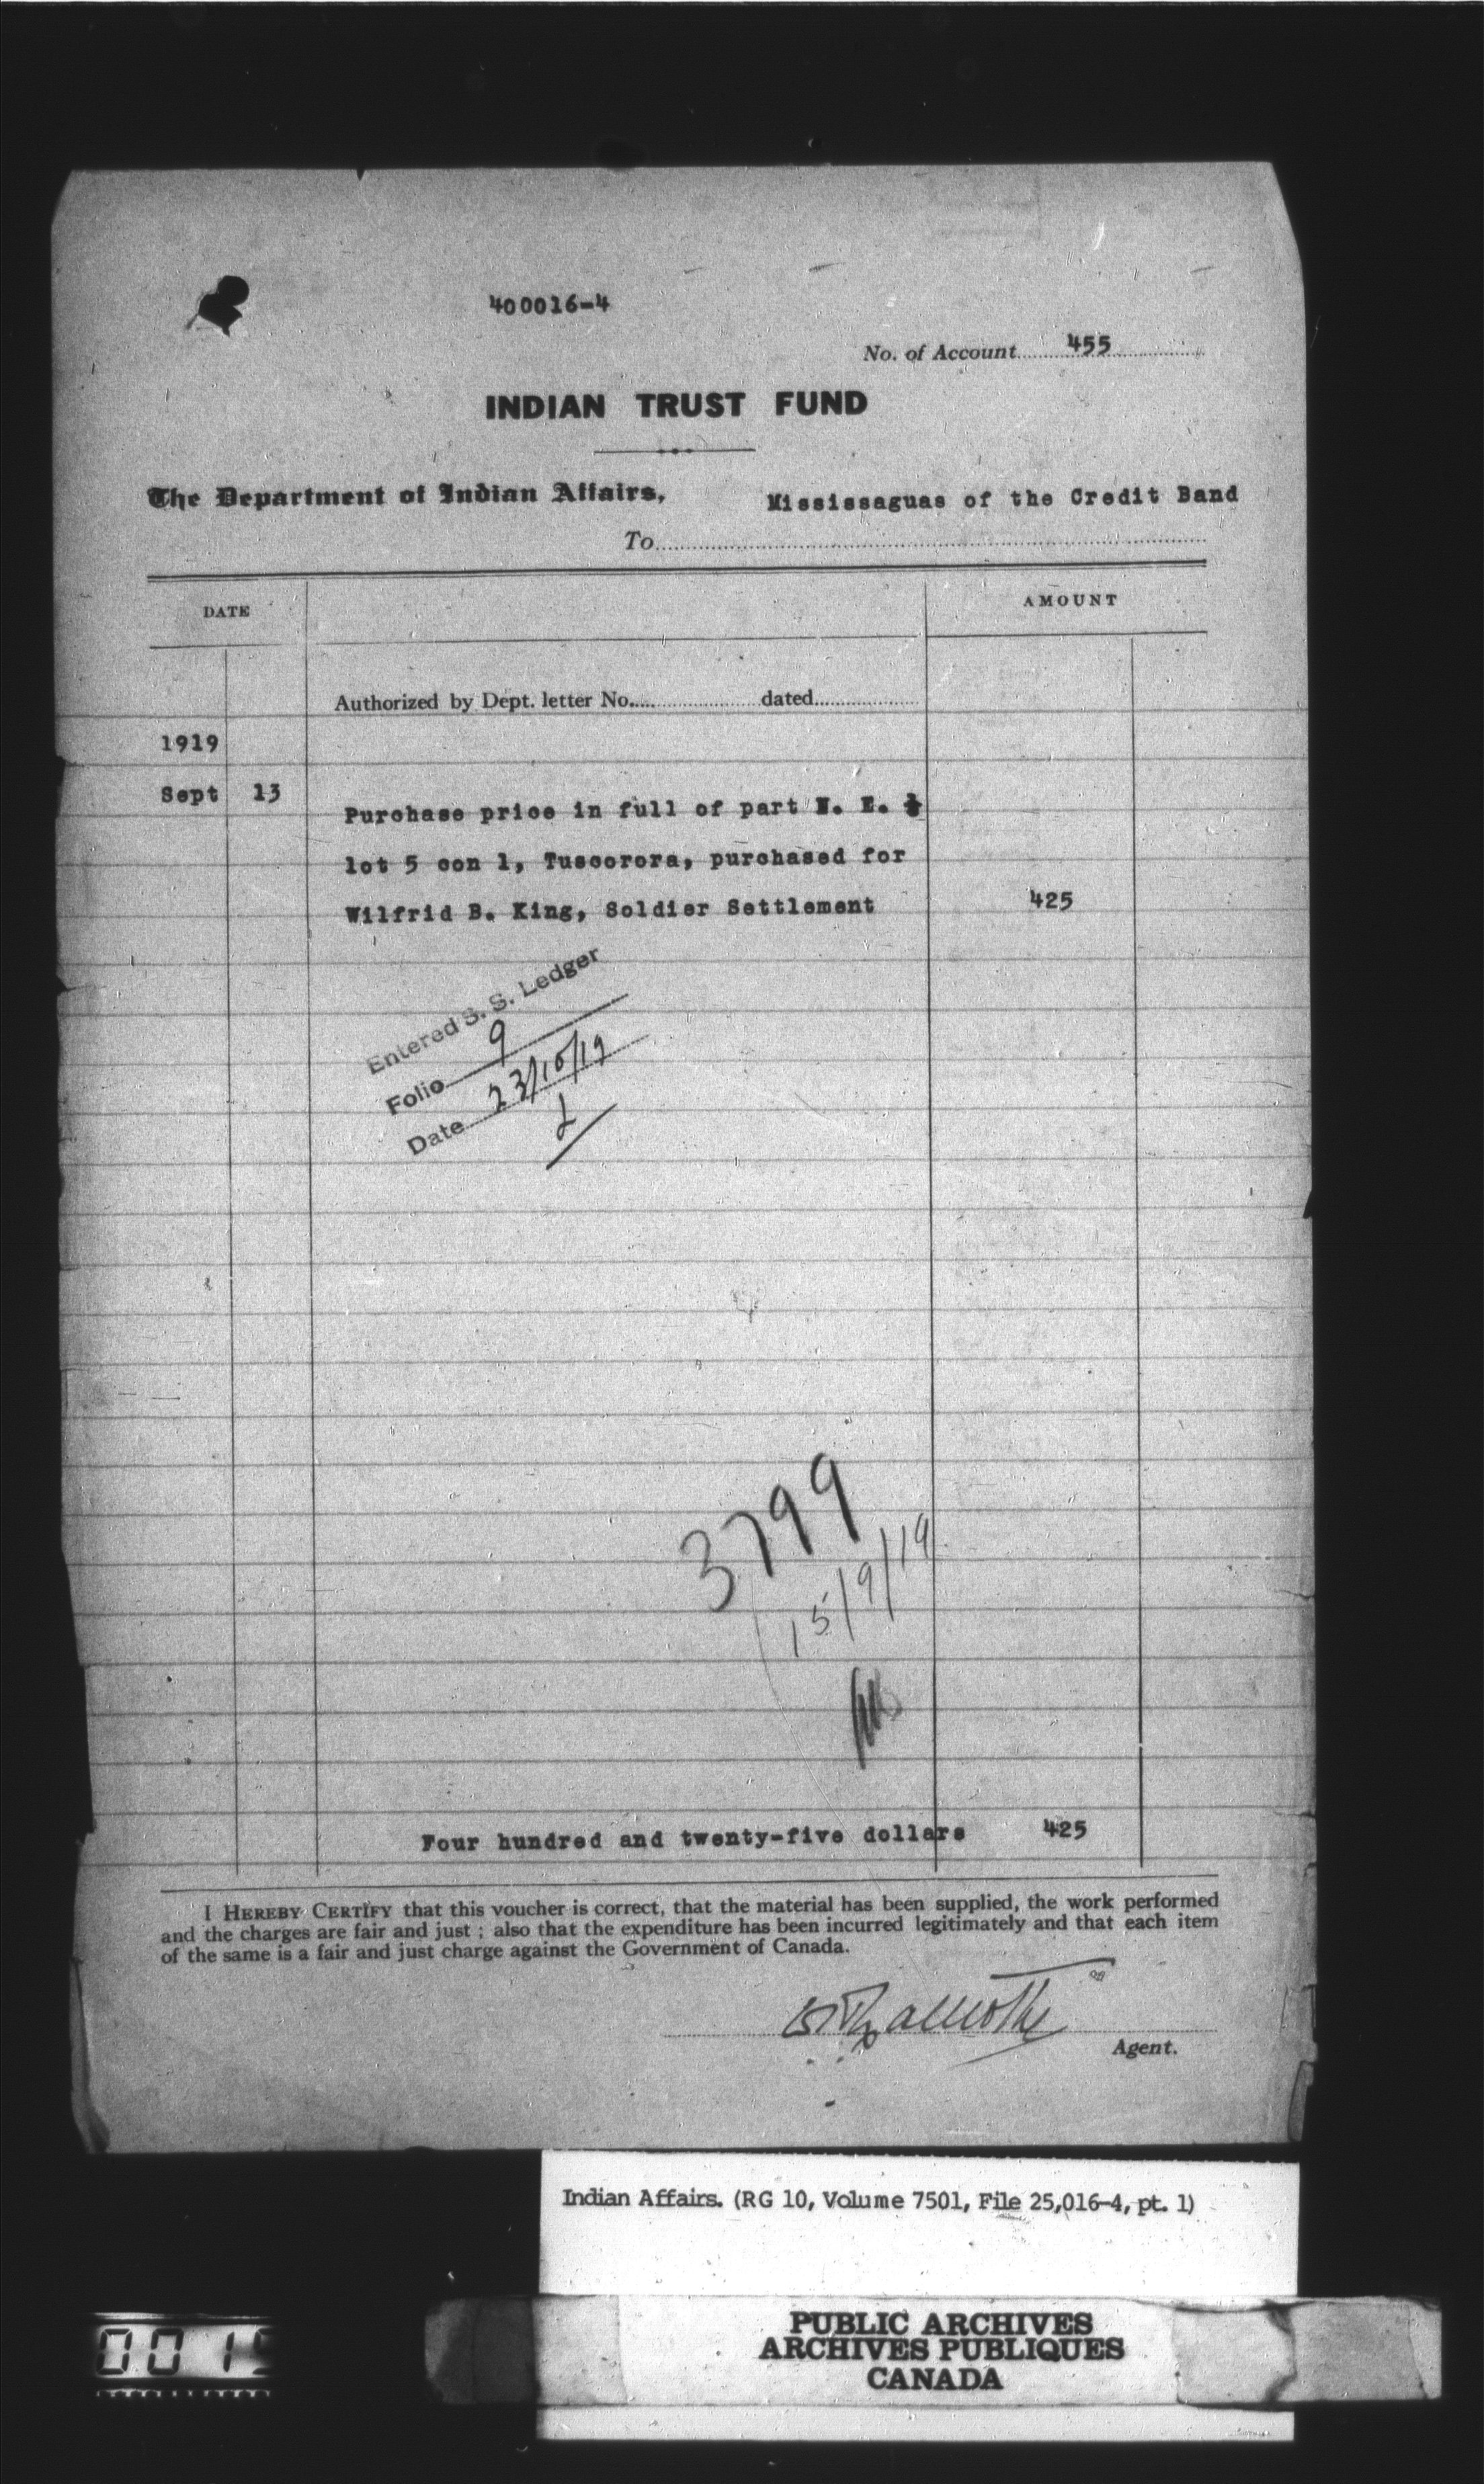 400016-4
No. of Account 455
INDIAN TRUST FUND
The Department of Indian Affairs,
Mississaguas of the Credit Band
To
DATE
AMOUNT
Authorized by Dept. letter No. dated
1919
Sept 13
Purchase price in full of part N. E.
lot 5 con 1, Tuscorora, purchased for
Wilfrid B. King, Soldier Settlement 425
Entered S. S. Ledger
Folio 9
Date 23/10/19
3799
15/9/19
Four hundred and twenty-five dollars 425
I HEREBY CERTIFY that this voucher is correct, that the material has been supplied, the work performed
and the charges are fair and just ; also that the expenditure has been incurred legitimately and that each item
of the same is a fair and just charge against the Government of Canada.
Agent.
Indian Affairs. (RG 10, Volume 7501, File 25,016-4, pt. 1)
PUBLIC ARCHIVES
ARCHIVES PUBLIQUES
CANADA
001